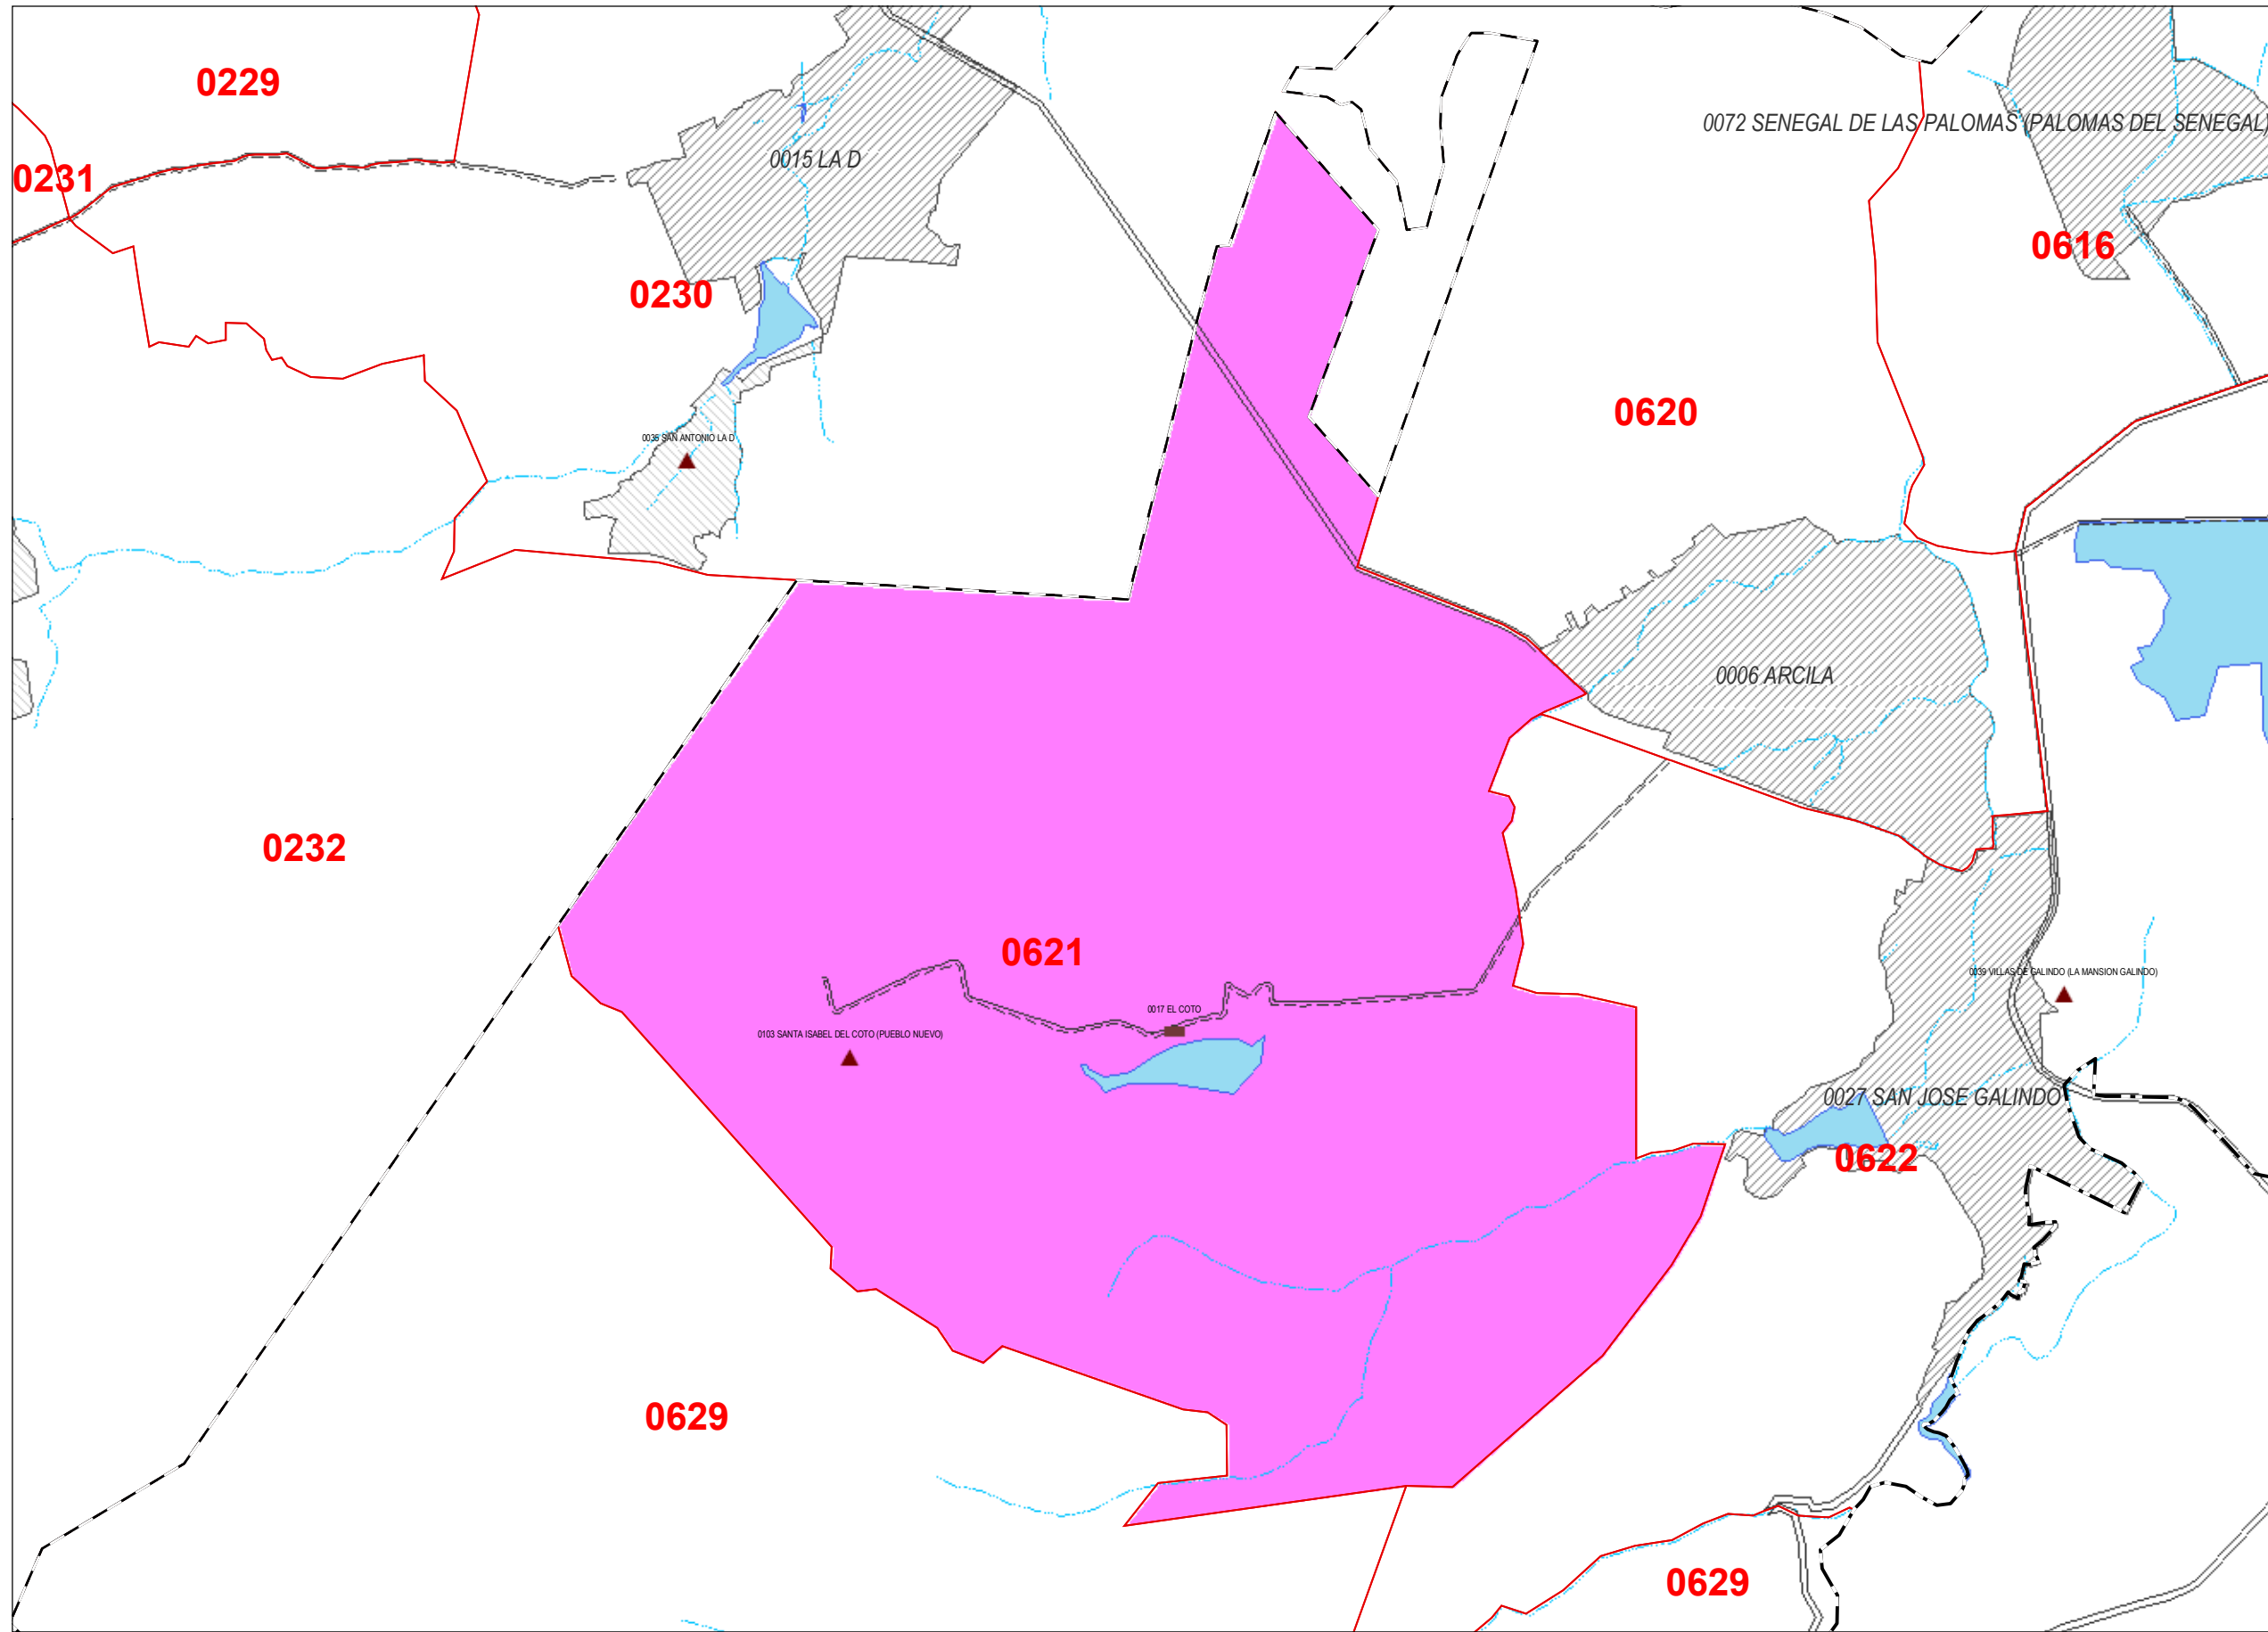 0229
0072 SENEGAL DE LAS PALOMAS (PALOMAS DEL SENEGAL)
0015 LA D
0231
0616
0230
0620
0036 SAN ANTONIO LA D
0006 ARCILA
0232
0621
0039 VILLAS DE GALINDO (LA MANSION GALINDO)
0017 EL COTO
0103 SANTA ISABEL DEL COTO (PUEBLO NUEVO)
0027 SAN JOSE GALINDO
0622
0629
0629